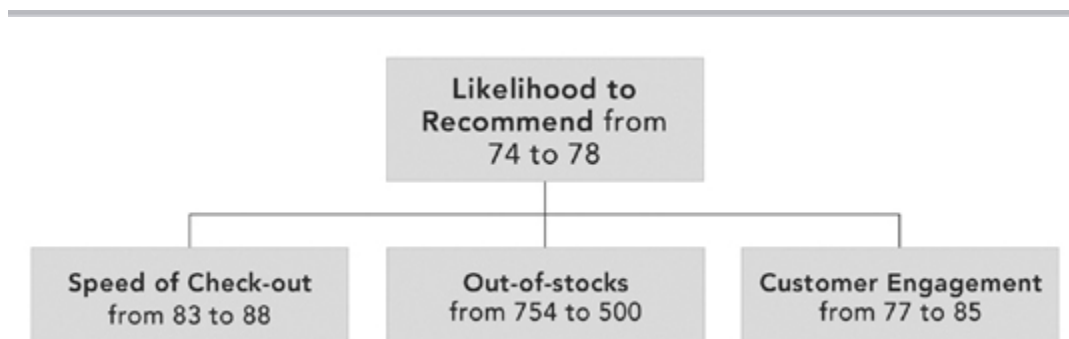 Likelihood to
Recommend from
74 to 78
Speed of Check-out
from 83 to 88
Out-of-stocks
from 754 to 500
Customer Engagement
from 77 to 85